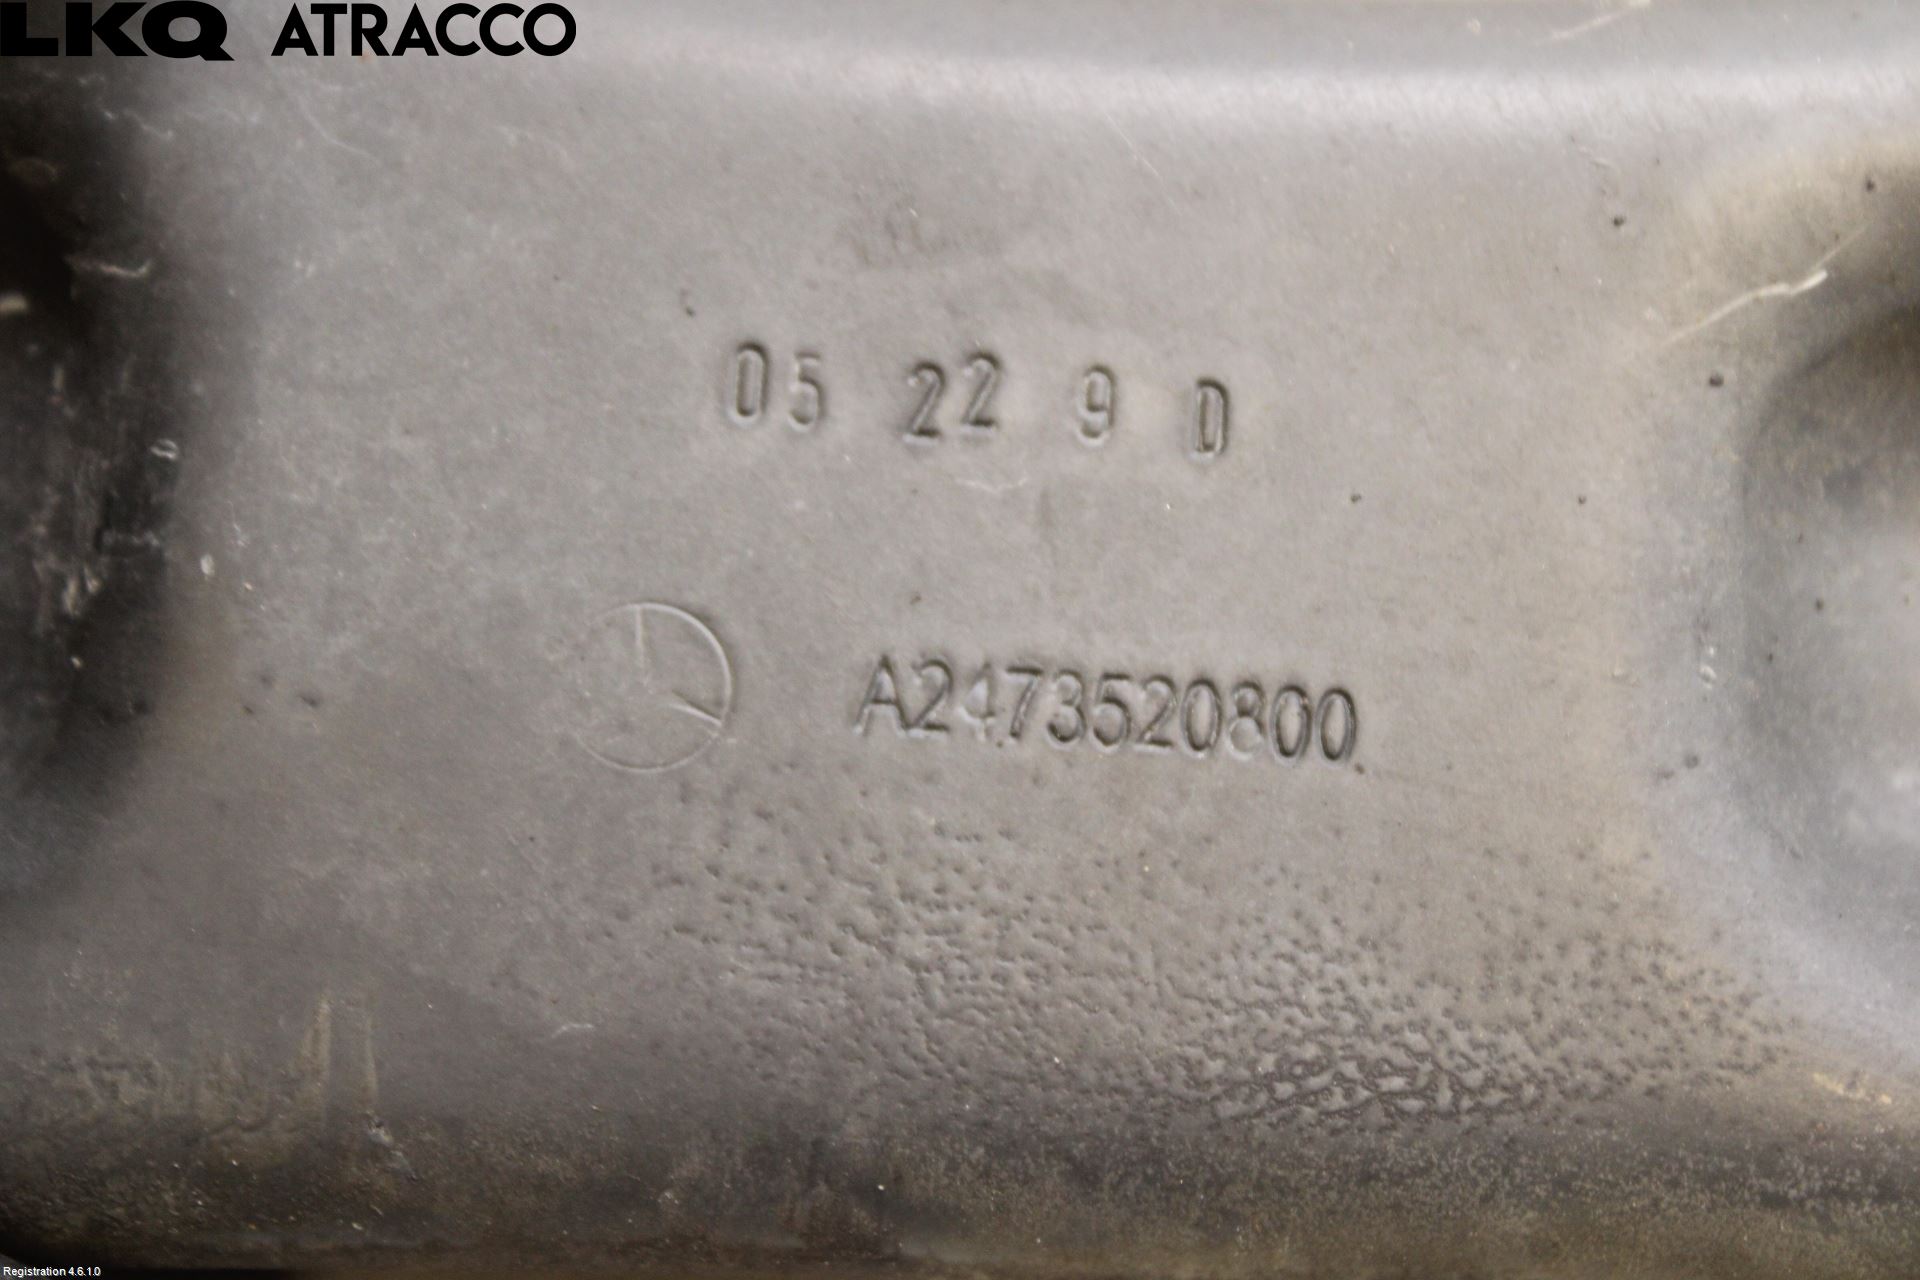 LKQ ATRACCO
05 22 9 D
A2473520800
Registration 4.6.1.0